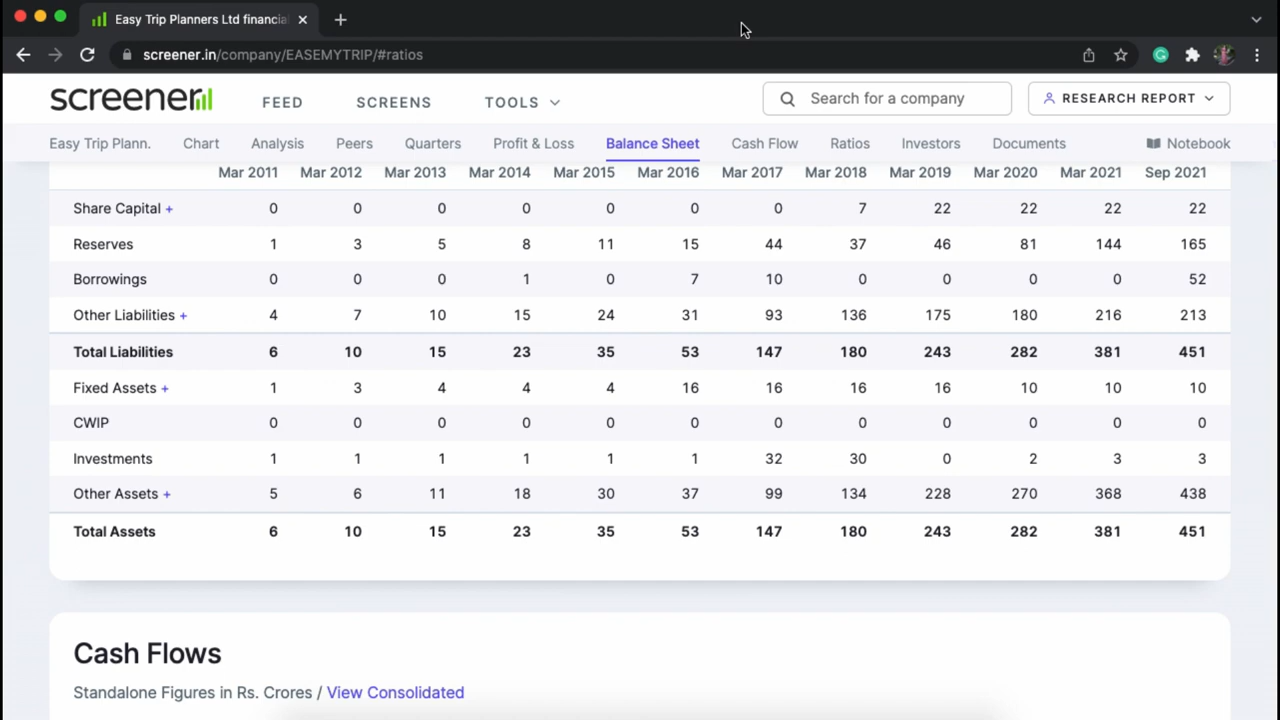 Easy Trip Planners Ltd financial
screener.in/company/EASEMYTRIP/#ratios
screener FEED SCREENS TOOLS Search for a company RESEARCH REPORT
Easy Trip Plann. Chart Analysis Peers Quarters Profit & Loss Balance Sheet Cash Flow Ratios Investors Documents Notebook
Mar 2011 Mar 2012 Mar 2013 Mar 2014 Mar 2015 Mar 2016 Mar 2017 Mar 2018 Mar 2019 Mar 2020 Mar 2021 Sep 2021
Share Capital + 0 0 0 0 0 0 0 7 22 22 22 22
Reserves 1 3 5 8 11 15 44 37 46 81 144 165
Borrowings 0 0 0 1 0 7 10 0 0 0 0 52
Other Liabilities + 4 7 10 15 24 31 93 136 175 180 216 213
Total Liabilities 6 10 15 23 35 53 147 180 243 282 381 451
Fixed Assets + 1 3 4 4 4 16 16 16 16 10 10 10
CWIP 0 0 0 0 0 0 0 0 0 0 0 0
Investments 1 1 1 1 1 1 32 30 0 2 3 3
Other Assets + 5 6 11 18 30 37 99 134 228 270 368 438
Total Assets 6 10 15 23 35 53 147 180 243 282 381 451
Cash Flows
Standalone Figures in Rs. Crores / View Consolidated